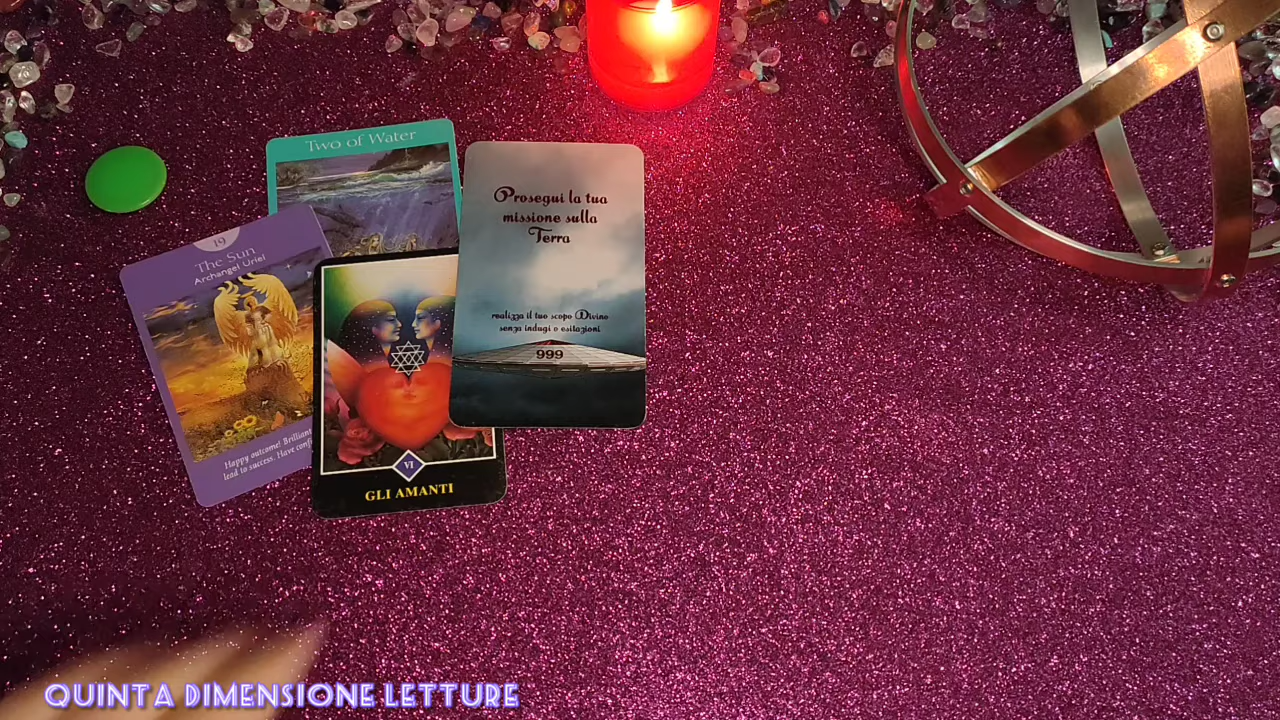 Two of Water
19
The Sun
Archangel Uriel
Happy outcome! Brilliant
lead to success. Have
VI
GLI AMANTI
Prosegui la tua
missione sulla
Terra
realizza il tuo scopo Divino
senza indugi o esitazioni
999
QUINTA DIMENSIONE LETTURE